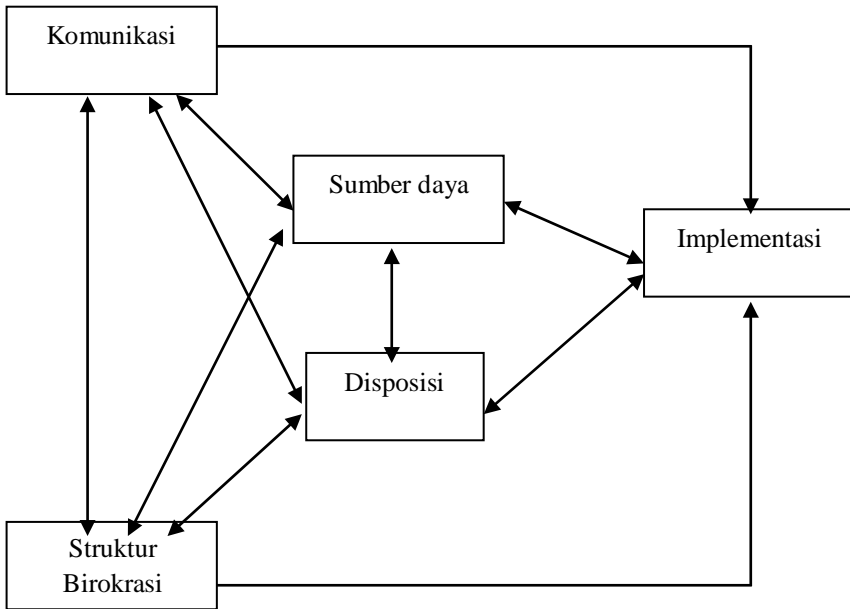 Komunikasi
Sumber daya
Implementasi
Disposisi
Struktur
Birokrasi